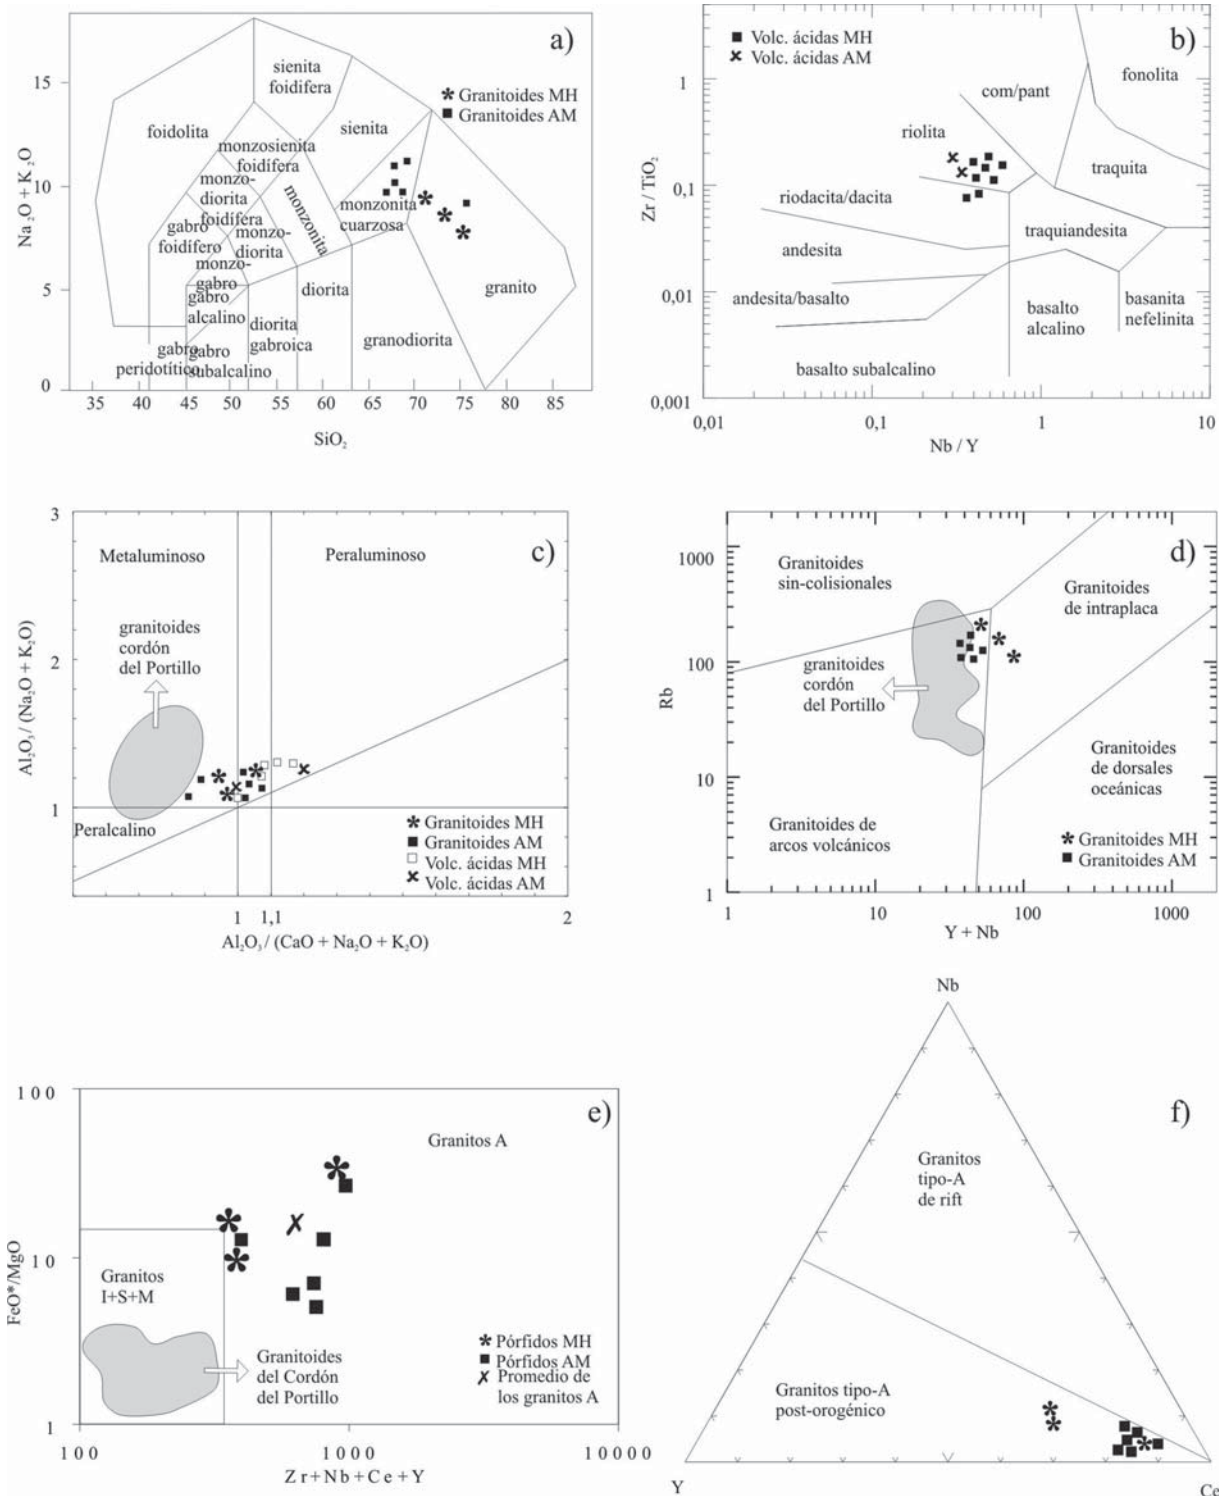 a)
15
10
5
0
Na₂O + K₂O
sienita
foidífera
foidolita
sienita
monzosienita
foidífera
monzo-
diorita
foidífera
monzonita
monzonita
cuarzosa
gabro
foidífero
monzo-
diorita
monzo-
gabro
gabro
alcalino
diorita
granito
diorita
gabroica
granodiorita
gabro
peridotítico
gabro
subalcalino
Granitoides MH
Granitoides AM
35 40 45 50 55 60 65 70 75 80 85
SiO₂
b)
Volc. ácidas MH
Volc. ácidas AM
1
0,1
0,01
0,001
Zr / TiO₂
com/pant
fonolita
riolita
traquita
riodacita/dacita
traquiandesita
andesita
andesita/basalto
basalto
alcalino
basanita
nefelinita
basalto subalcalino
0,01 0,1 1 10
Nb / Y
c)
3
2
1
Al₂O₃ / (Na₂O + K₂O)
Metaluminoso
Peraluminoso
granitoides
cordón
del Portillo
Peralcalino
Granitoides MH
Granitoides AM
Volc. ácidas MH
Volc. ácidas AM
1 1,1 2
Al₂O₃ / (CaO + Na₂O + K₂O)
d)
1000
100
10
1
Rb
Granitoides
sin-colisionales
Granitoides
de intraplaca
granitoides
cordón
del Portillo
Granitoides
de dorsales
oceánicas
Granitoides de
arcos volcánicos
Granitoides MH
Granitoides AM
1 10 100 1000
Y + Nb
e)
100
10
1
FeO*/MgO
Granitos A
Granitos
I+S+M
Granitoides
del Cordón
del Portillo
Pórfidos MH
Pórfidos AM
Promedio de
los granitos A
100 1000 10000
Zr+Nb+Ce+Y
f)
Nb
Granitos
tipo-A
de rift
Granitos tipo-A
post-orogénico
Y
Ce